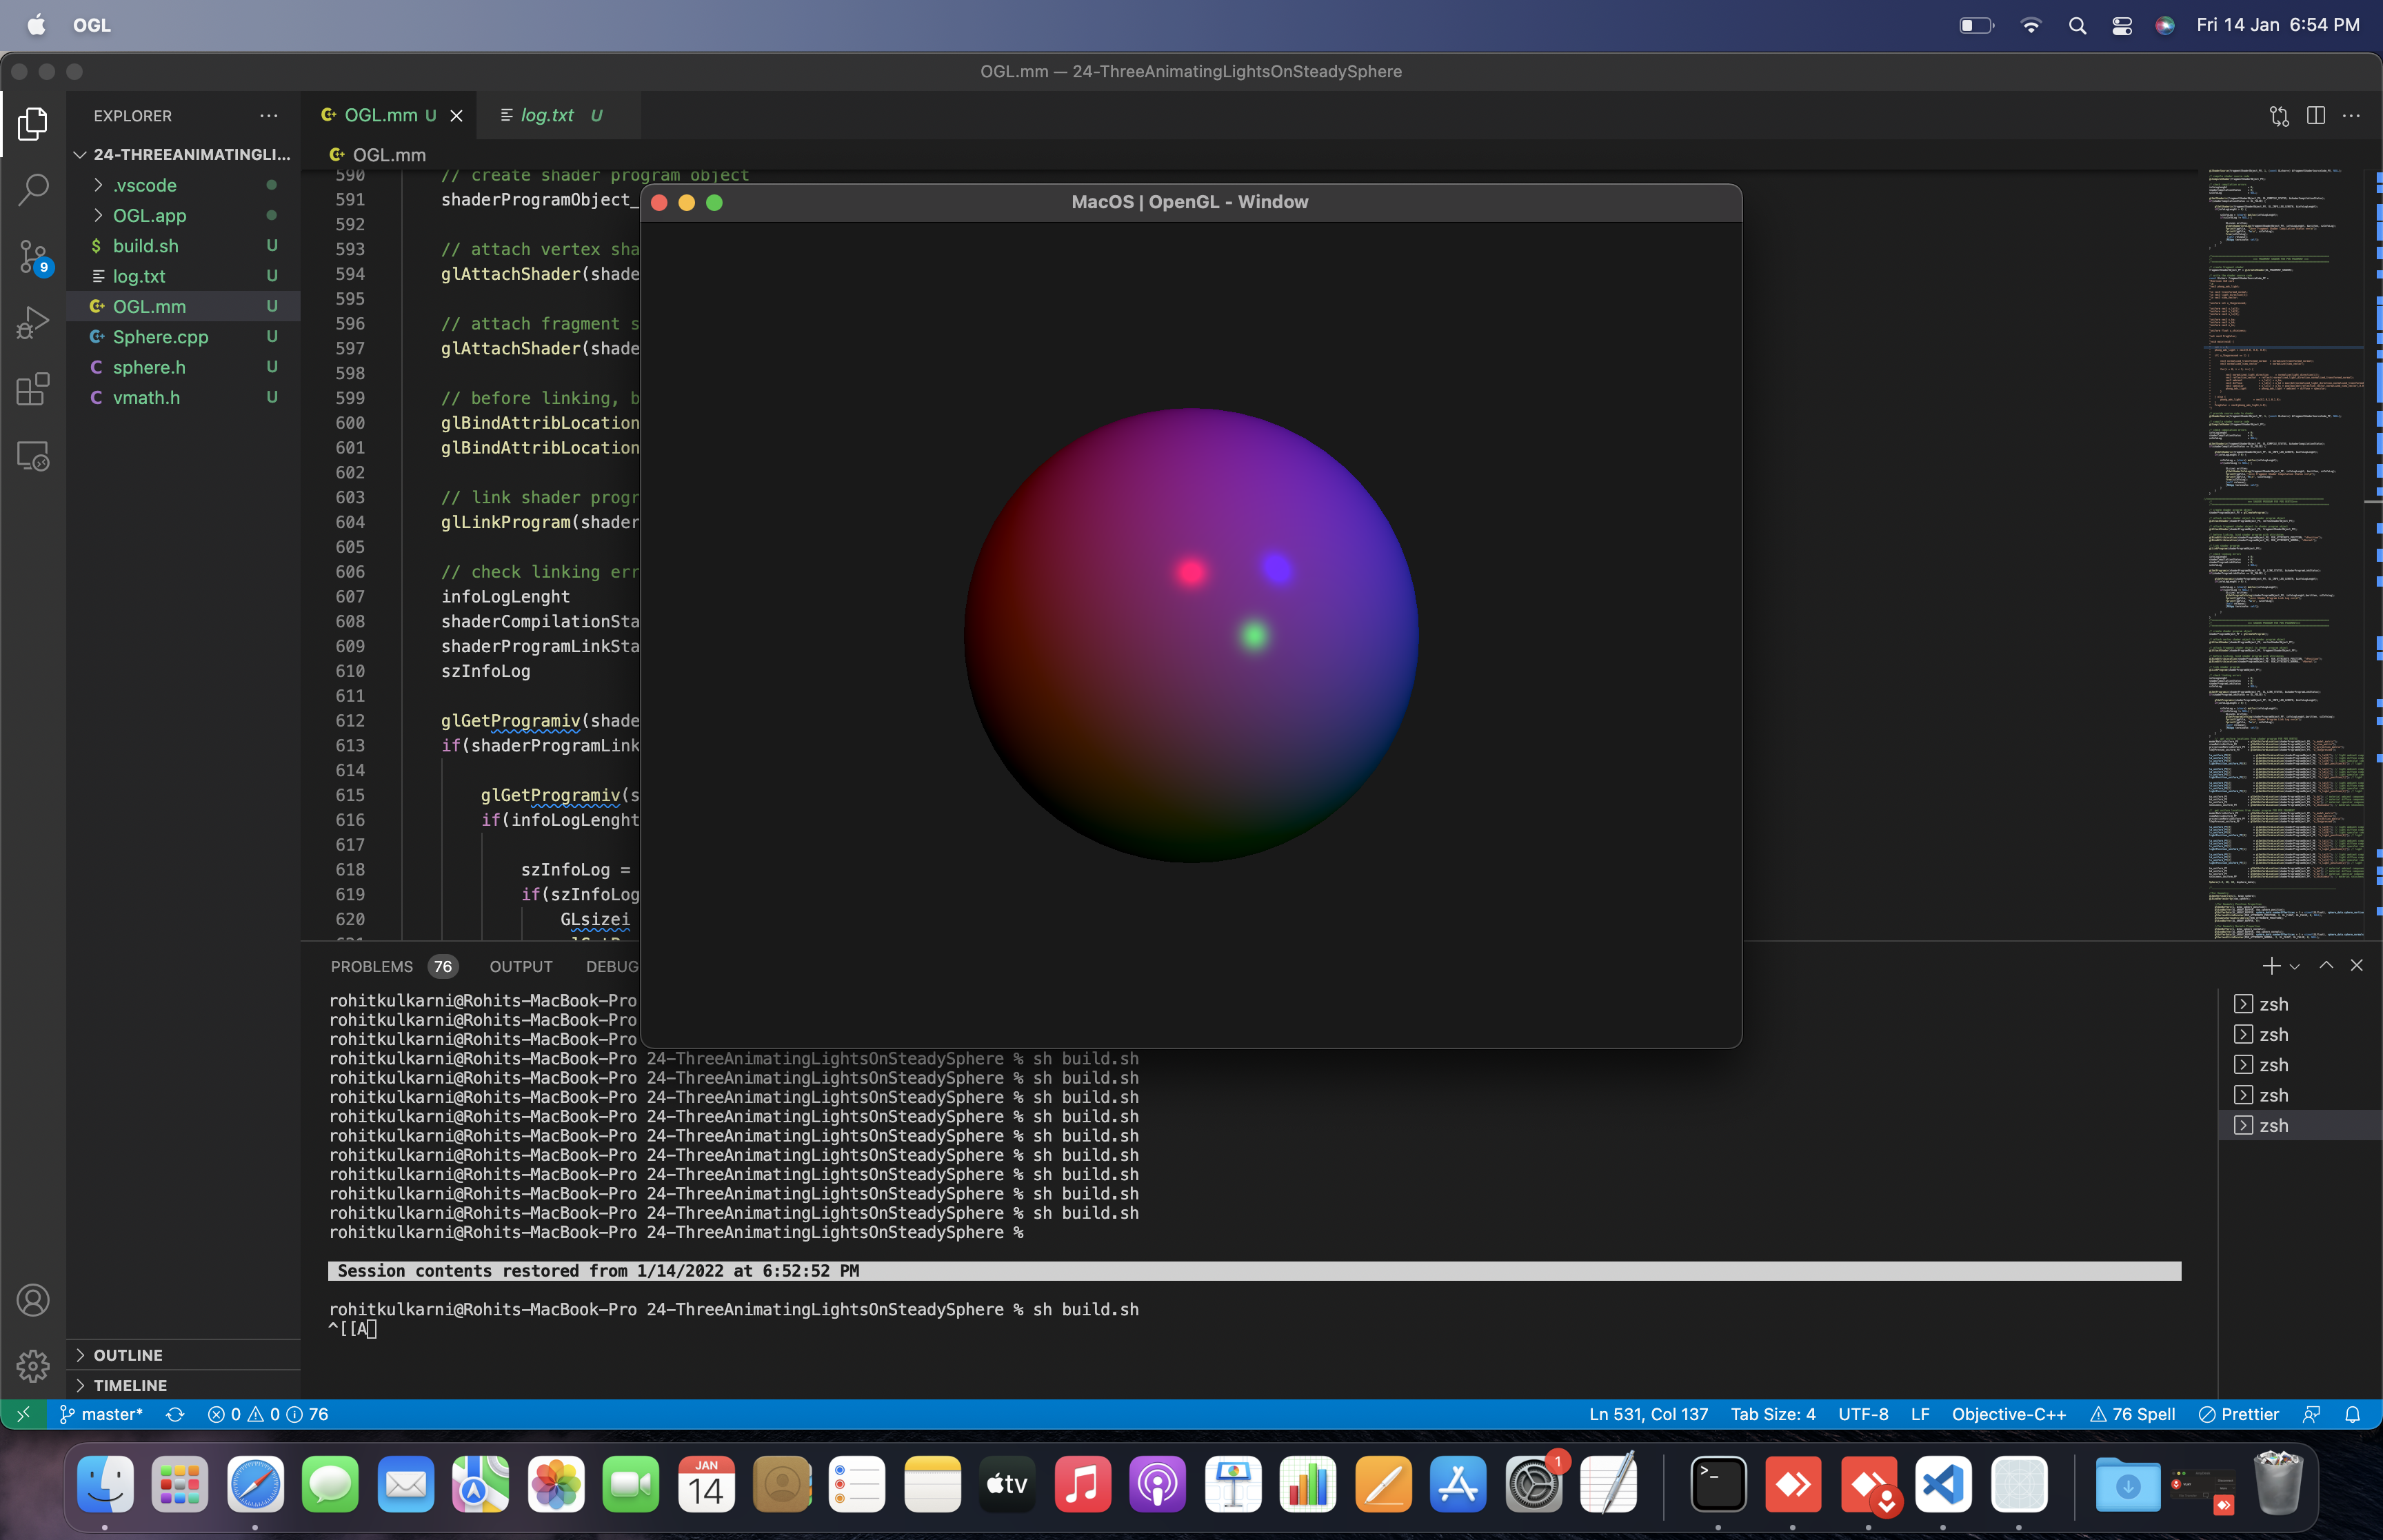 OGL
Fri 14 Jan 6:54 PM
OGL.mm — 24-ThreeAnimatingLightsOnSteadySphere
EXPLORER
24-THREEANIMATINGLI...
.vscode
OGL.app
build.sh U
log.txt U
OGL.mm U
Sphere.cpp U
sphere.h U
vmath.h U
9
OUTLINE
TIMELINE
OGL.mm U
log.txt U
OGL.mm
590 // create shader program object
591 shaderProgramObject_
592
593 // attach vertex sha
594 glAttachShader(shade
595
596 // attach fragment s
597 glAttachShader(shade
598
599 // before linking, b
600 glBindAttribLocation
601 glBindAttribLocation
602
603 // link shader progr
604 glLinkProgram(shader
605
606 // check linking err
607 infoLogLenght
608 shaderCompilationSta
609 shaderProgramLinkSta
610 szInfoLog
611
612 glGetProgramiv(shade
613 if(shaderProgramLink
614
615 glGetProgramiv(s
616 if(infoLogLenght
617
618 szInfoLog =
619 if(szInfoLog
620 GLsizei
MacOS | OpenGL - Window
PROBLEMS 76 OUTPUT DEBUG
rohitkulkarni@Rohits-MacBook-Pro
rohitkulkarni@Rohits-MacBook-Pro
rohitkulkarni@Rohits-MacBook-Pro
rohitkulkarni@Rohits-MacBook-Pro 24-ThreeAnimatingLightsOnSteadySphere % sh build.sh
rohitkulkarni@Rohits-MacBook-Pro 24-ThreeAnimatingLightsOnSteadySphere % sh build.sh
rohitkulkarni@Rohits-MacBook-Pro 24-ThreeAnimatingLightsOnSteadySphere % sh build.sh
rohitkulkarni@Rohits-MacBook-Pro 24-ThreeAnimatingLightsOnSteadySphere % sh build.sh
rohitkulkarni@Rohits-MacBook-Pro 24-ThreeAnimatingLightsOnSteadySphere % sh build.sh
rohitkulkarni@Rohits-MacBook-Pro 24-ThreeAnimatingLightsOnSteadySphere % sh build.sh
rohitkulkarni@Rohits-MacBook-Pro 24-ThreeAnimatingLightsOnSteadySphere % sh build.sh
rohitkulkarni@Rohits-MacBook-Pro 24-ThreeAnimatingLightsOnSteadySphere % sh build.sh
rohitkulkarni@Rohits-MacBook-Pro 24-ThreeAnimatingLightsOnSteadySphere % sh build.sh
rohitkulkarni@Rohits-MacBook-Pro 24-ThreeAnimatingLightsOnSteadySphere %
Session contents restored from 1/14/2022 at 6:52:52 PM
rohitkulkarni@Rohits-MacBook-Pro 24-ThreeAnimatingLightsOnSteadySphere % sh build.sh
^[[A
zsh
zsh
zsh
zsh
zsh
master* 0 0 76
Ln 531, Col 137 Tab Size: 4 UTF-8 LF Objective-C++ 76 Spell Prettier
JAN
14
tv
1